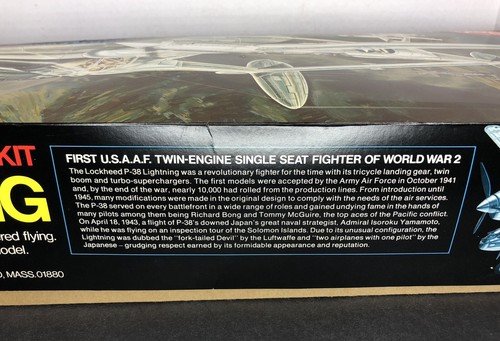 KIT
FIRST U.S.A.A.F. TWIN-ENGINE SINGLE SEAT FIGHTER OF WORLD WAR 2
The Lockheed P-38 Lightning was a revolutionary fighter for the time with its tricycle landing gear, twin
boom and turbo-superchargers. The first models were accepted by the Army Air Force in October 1941
and, by the end of the war, nearly 10,000 had rolled from the production lines. From introduction until
1945, many modifications were made in the original design to comply with the needs of the air services.
The P-38 served on every battlefront in a wide range of roles and gained undying fame in the hands of
many pilots among them being Richard Bong and Tommy McGuire, the top aces of the Pacific conflict.
On April 18, 1943, a flight of P-38's downed Japan's great naval strategist, Admiral Isoruku Yamamoto,
while he was flying on an inspection tour of the Solomon Islands. Due to its unusual configuration, the
Lightning was dubbed the "fork-tailed Devil" by the Luftwaffe and "two airplanes with one pilot" by the
Japanese - grudging respect earned by its formidable appearance and reputation.
G
red flying.
odel.
, MASS.01880